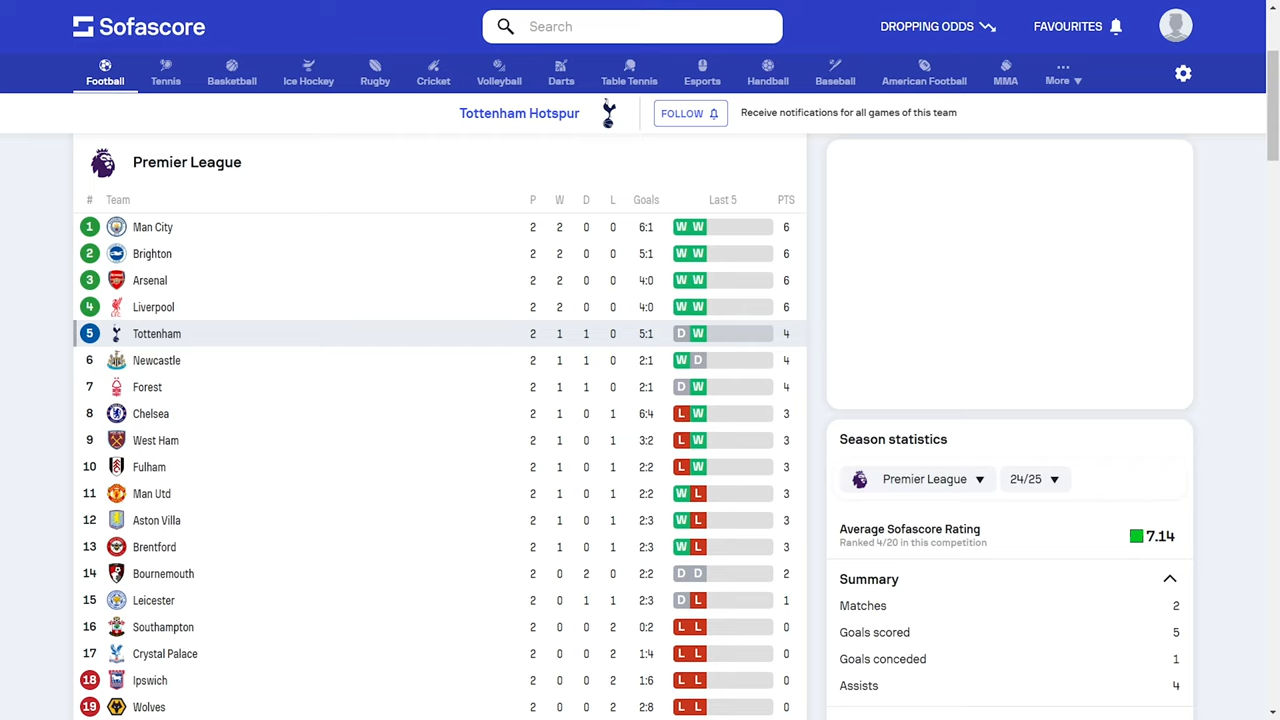 Sofascore Search DROPPING ODDS FAVOURITES
Football Tennis Basketball Ice Hockey Rugby Cricket Volleyball Darts Table Tennis Esports Handball Baseball American Football MMA More
Tottenham Hotspur FOLLOW Receive notifications for all games of this team
Premier League
# Team P W D L Goals Last 5 PTS
1 Man City 2 2 0 0 6:1 W W 6
2 Brighton 2 2 0 0 5:1 W W 6
3 Arsenal 2 2 0 0 4:0 W W 6
4 Liverpool 2 2 0 0 4:0 W W 6
5 Tottenham 2 1 1 0 5:1 D W 4
6 Newcastle 2 1 1 0 2:1 W D 4
7 Forest 2 1 1 0 2:1 D W 4
8 Chelsea 2 1 0 1 6:4 L W 3
9 West Ham 2 1 0 1 3:2 L W 3
10 Fulham 2 1 0 1 2:2 L W 3
11 Man Utd 2 1 0 1 2:2 W L 3
12 Aston Villa 2 1 0 1 2:3 W L 3
13 Brentford 2 1 0 1 2:3 W L 3
14 Bournemouth 2 0 2 0 2:2 D D 2
15 Leicester 2 0 1 1 2:3 D L 1
16 Southampton 2 0 0 2 0:2 L L 0
17 Crystal Palace 2 0 0 2 1:4 L L 0
18 Ipswich 2 0 0 2 1:6 L L 0
19 Wolves 2 0 0 2 2:8 L L 0
Season statistics
Premier League 24/25
Average Sofascore Rating
Ranked 4/20 in this competition
7.14
Summary
Matches 2
Goals scored 5
Goals conceded 1
Assists 4